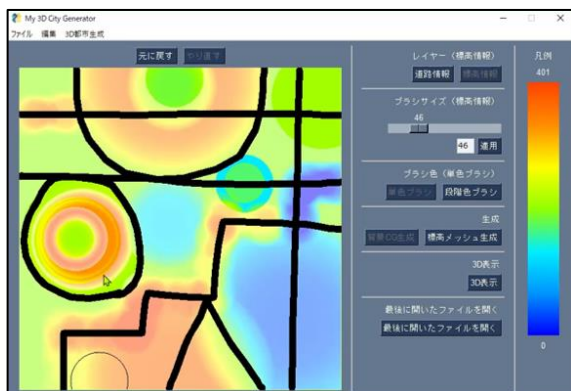 My 3D City Generator
ファイル 編集 3D都市生成
元に戻す やり直す
レイヤー（標高情報）
道路情報 標高情報
ブラシサイズ（標高情報）
46
46 適用
ブラシ色（単色ブラシ）
単色ブラシ 段階色ブラシ
生成
背景CG生成 標高メッシュ生成
3D表示
3D表示
最後に開いたファイルを開く
最後に開いたファイルを開く
凡例
401
0